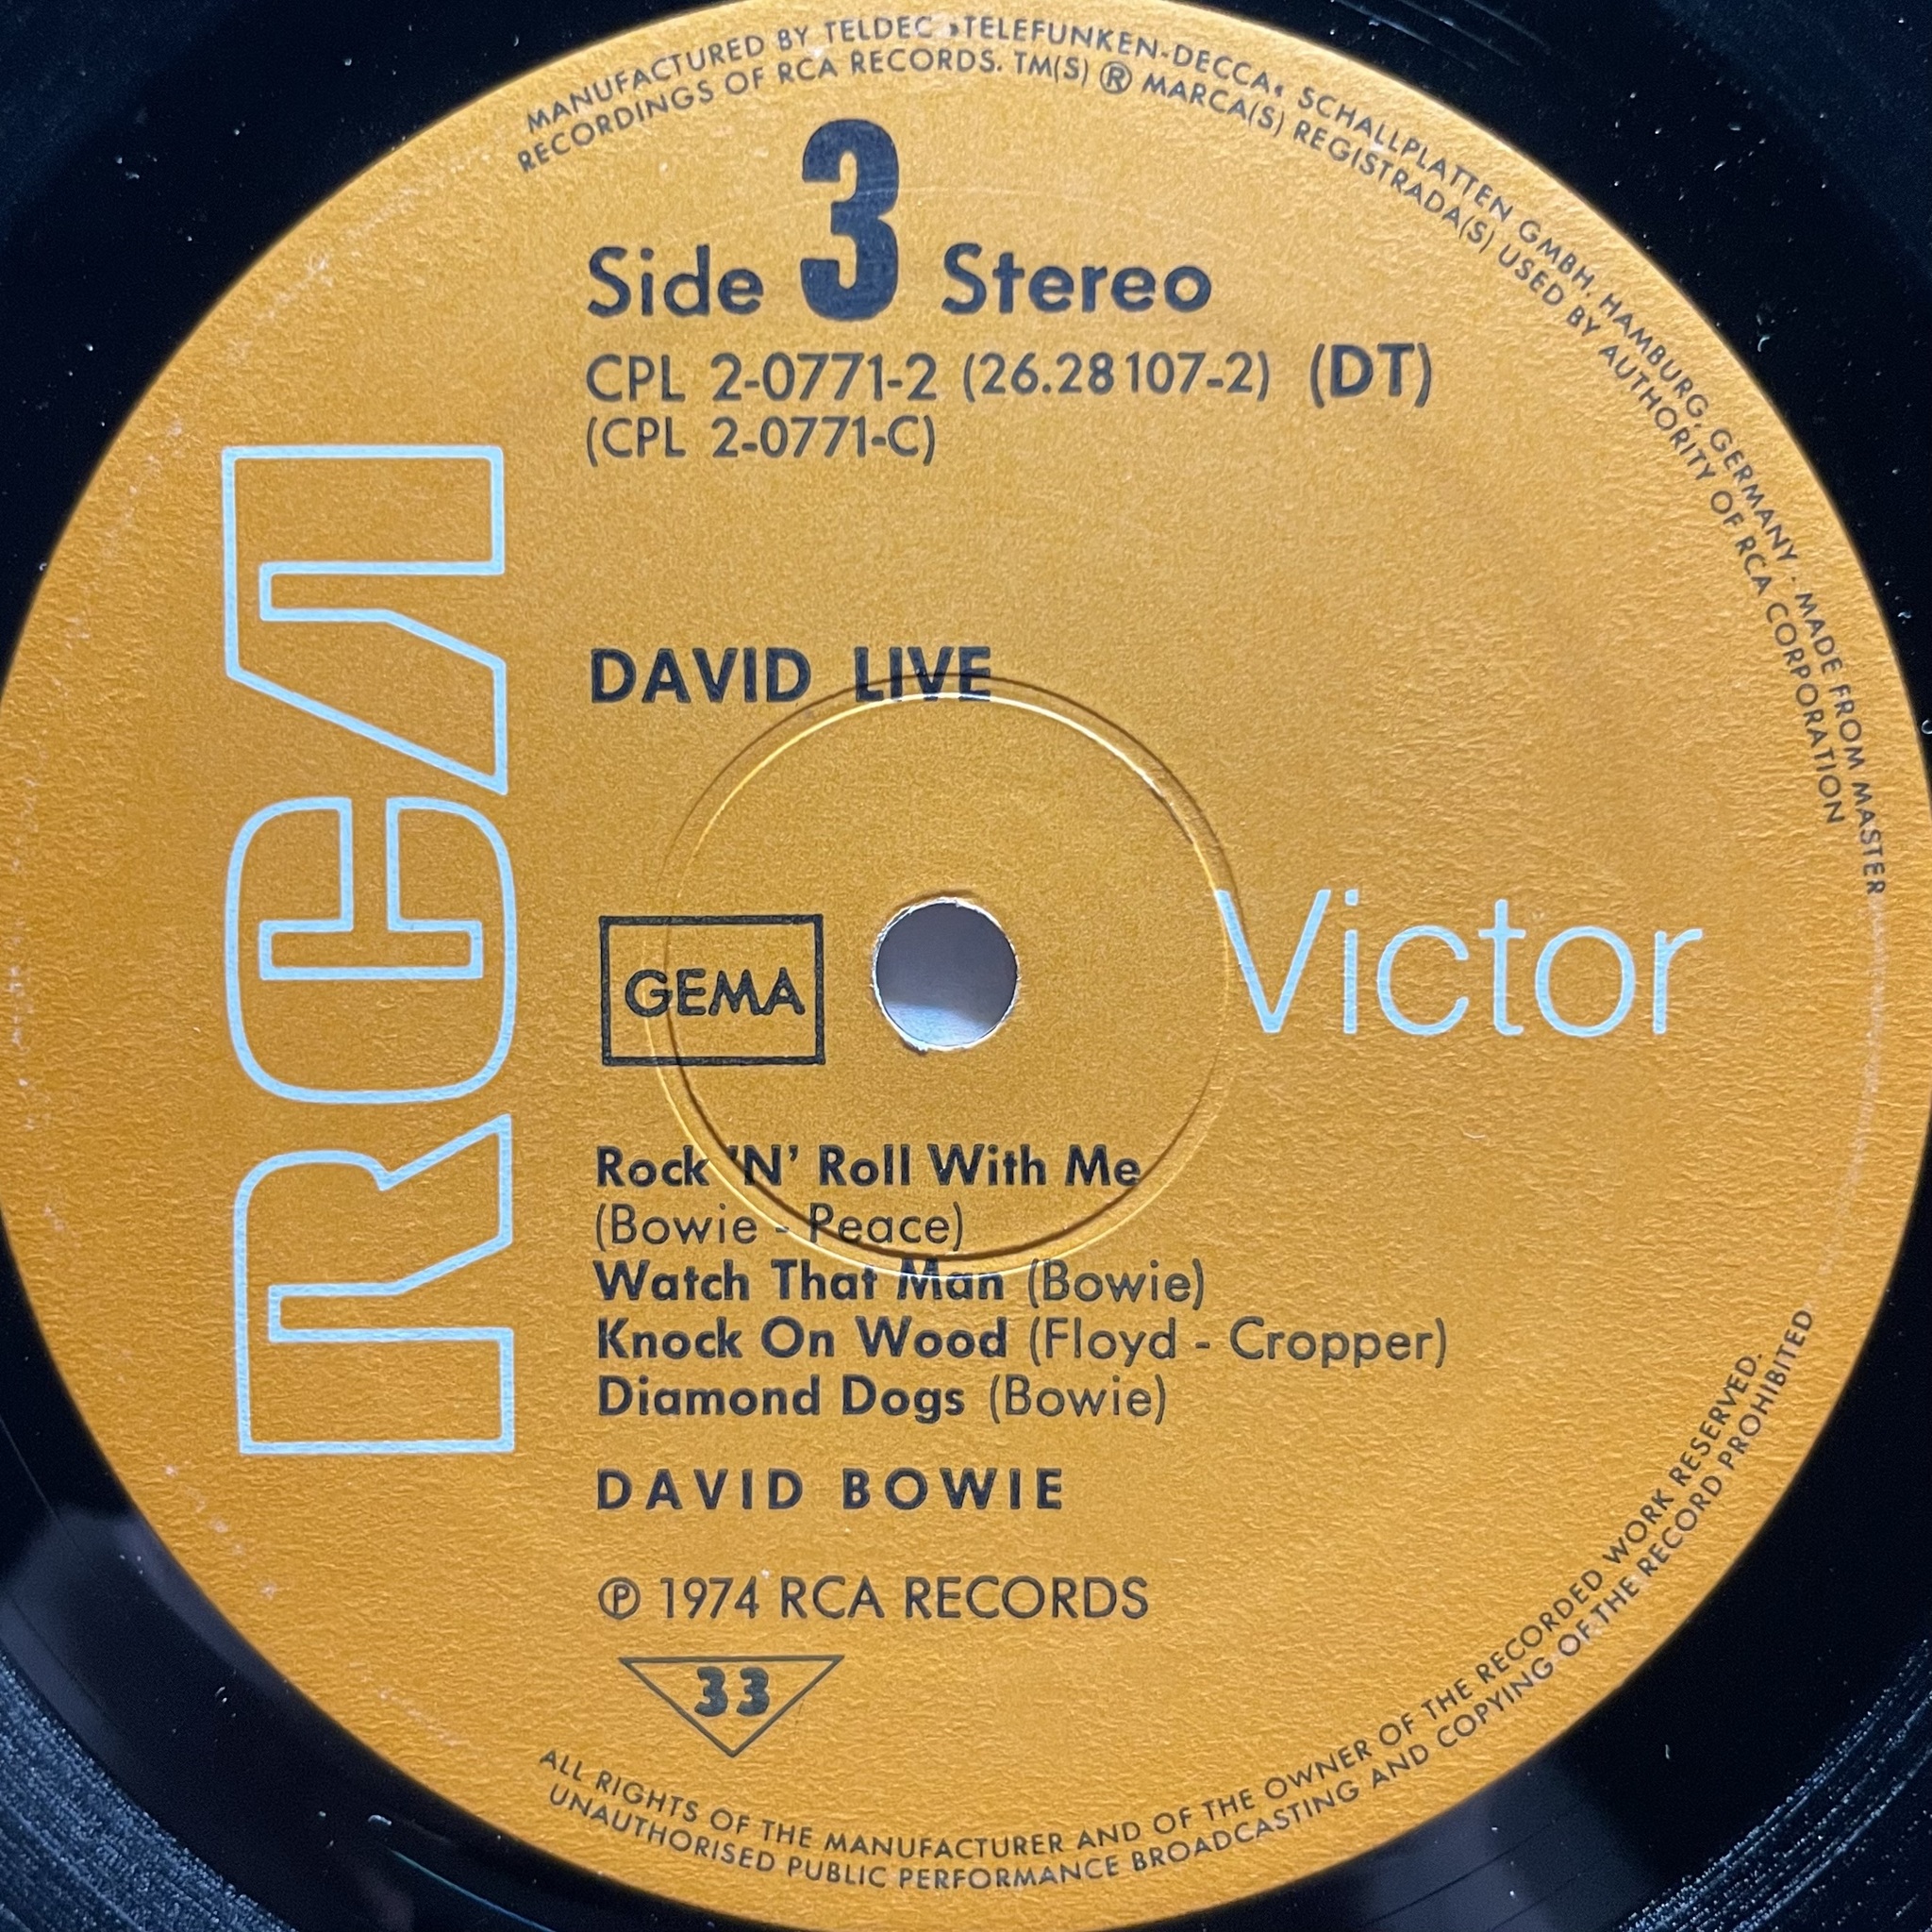 MANUFACTURED BY TELDEC »TELEFUNKEN-DECCA« SCHALLPLATTEN GMBH, HAMBURG, GERMANY · MADE FROM MASTER
RECORDINGS OF RCA RECORDS. TM(S) ® MARCA(S) REGISTRADA(S) USED BY AUTHORITY OF RCA CORPORATION
Side 3 Stereo
CPL 2-0771-2 (26.28107-2) (DT)
(CPL 2-0771-C)
RCA
DAVID LIVE
GEMA
Victor
Rock 'N' Roll With Me
(Bowie - Peace)
Watch That Man (Bowie)
Knock On Wood (Floyd - Cropper)
Diamond Dogs (Bowie)
DAVID BOWIE
℗ 1974 RCA RECORDS
33
ALL RIGHTS OF THE MANUFACTURER AND OF THE OWNER OF THE RECORDED WORK RESERVED.
UNAUTHORISED PUBLIC PERFORMANCE BROADCASTING AND COPYING OF THE RECORD PROHIBITED